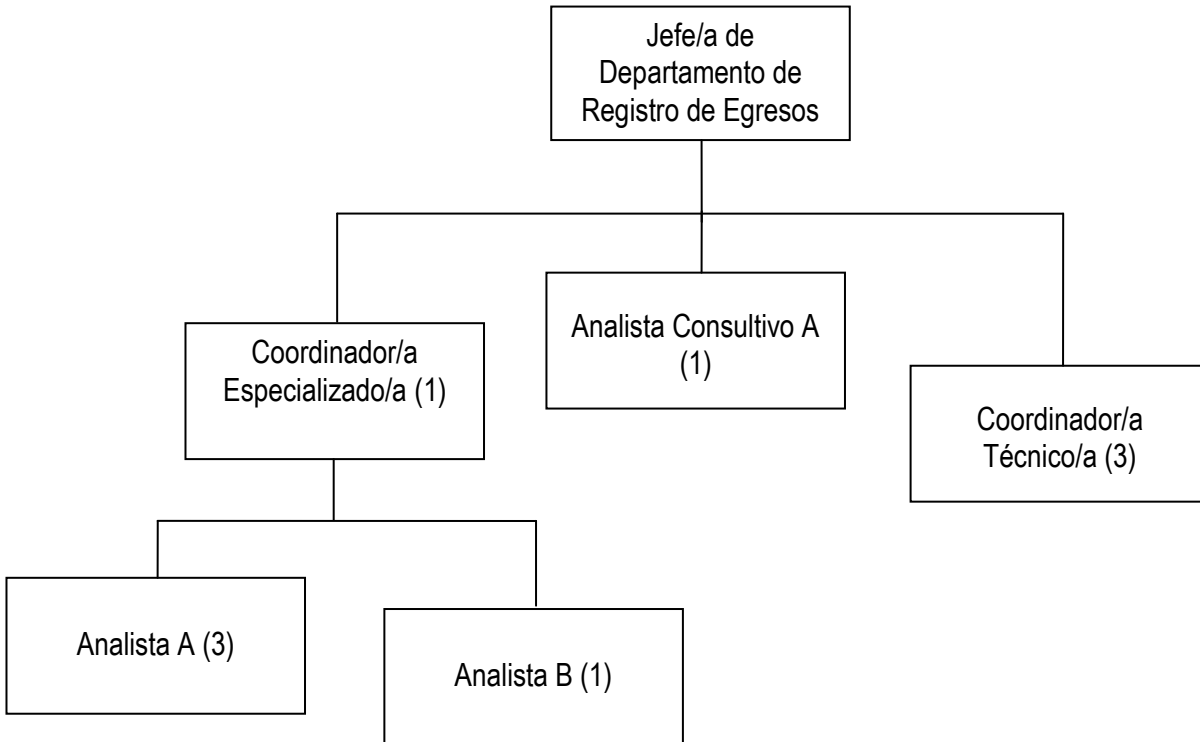 Jefe/a de
Departamento de
Registro de Egresos
Analista Consultivo A
(1)
Coordinador/a
Especializado/a (1)
Coordinador/a
Técnico/a (3)
Analista A (3)
Analista B (1)